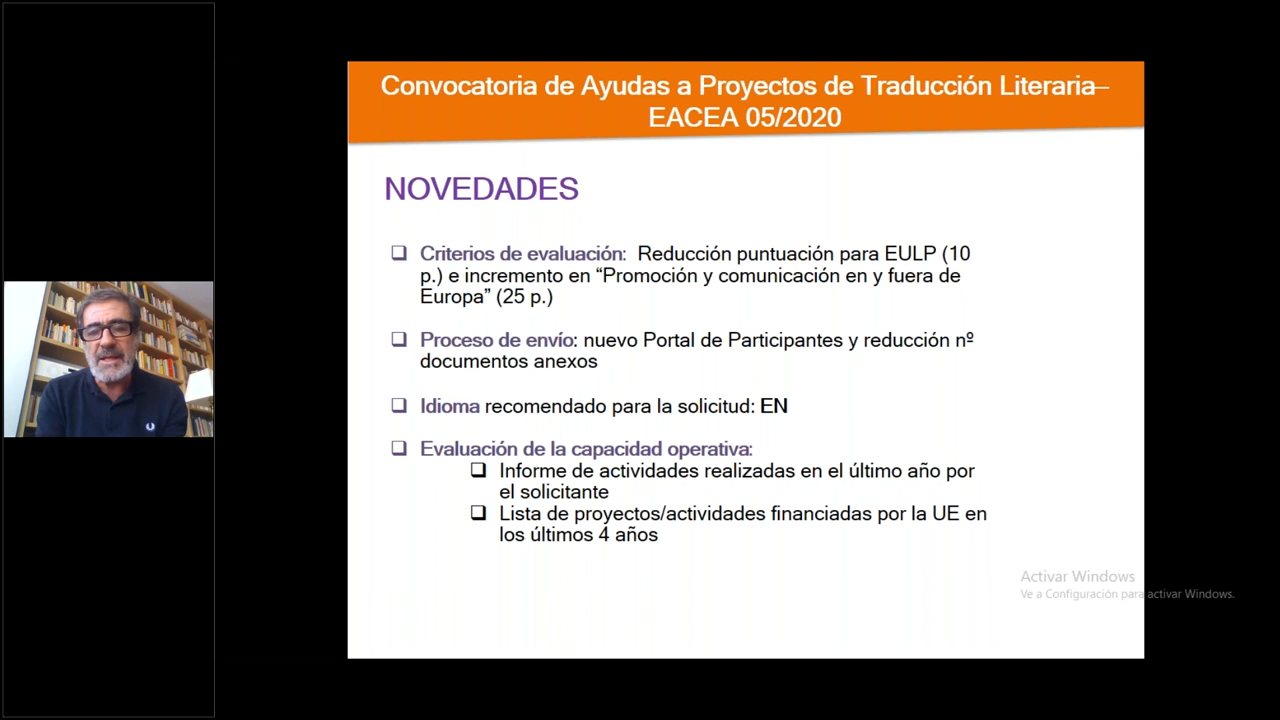 Convocatoria de Ayudas a Proyectos de Traducción Literaria–
EACEA 05/2020
NOVEDADES
Criterios de evaluación: Reducción puntuación para EULP (10
p.) e incremento en “Promoción y comunicación en y fuera de
Europa” (25 p.)
Proceso de envío: nuevo Portal de Participantes y reducción nº
documentos anexos
Idioma recomendado para la solicitud: EN
Evaluación de la capacidad operativa:
Informe de actividades realizadas en el último año por
el solicitante
Lista de proyectos/actividades financiadas por la UE en
los últimos 4 años
Activar Windows
Ve a Configuración para activar Windows.